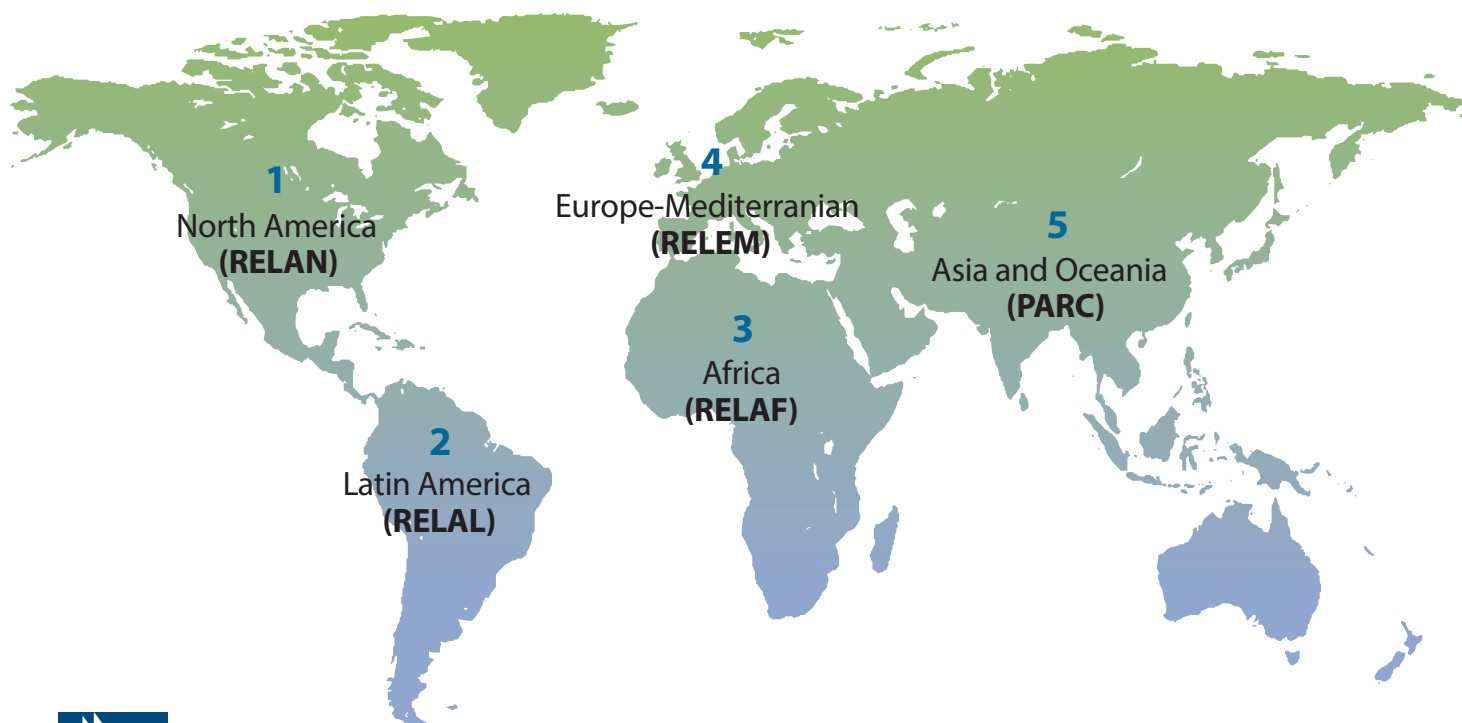 1
North America
(RELAN)
2
Latin America
(RELAL)
3
Africa
(RELAF)
4
Europe-Mediterranian
(RELEM)
5
Asia and Oceania
(PARC)